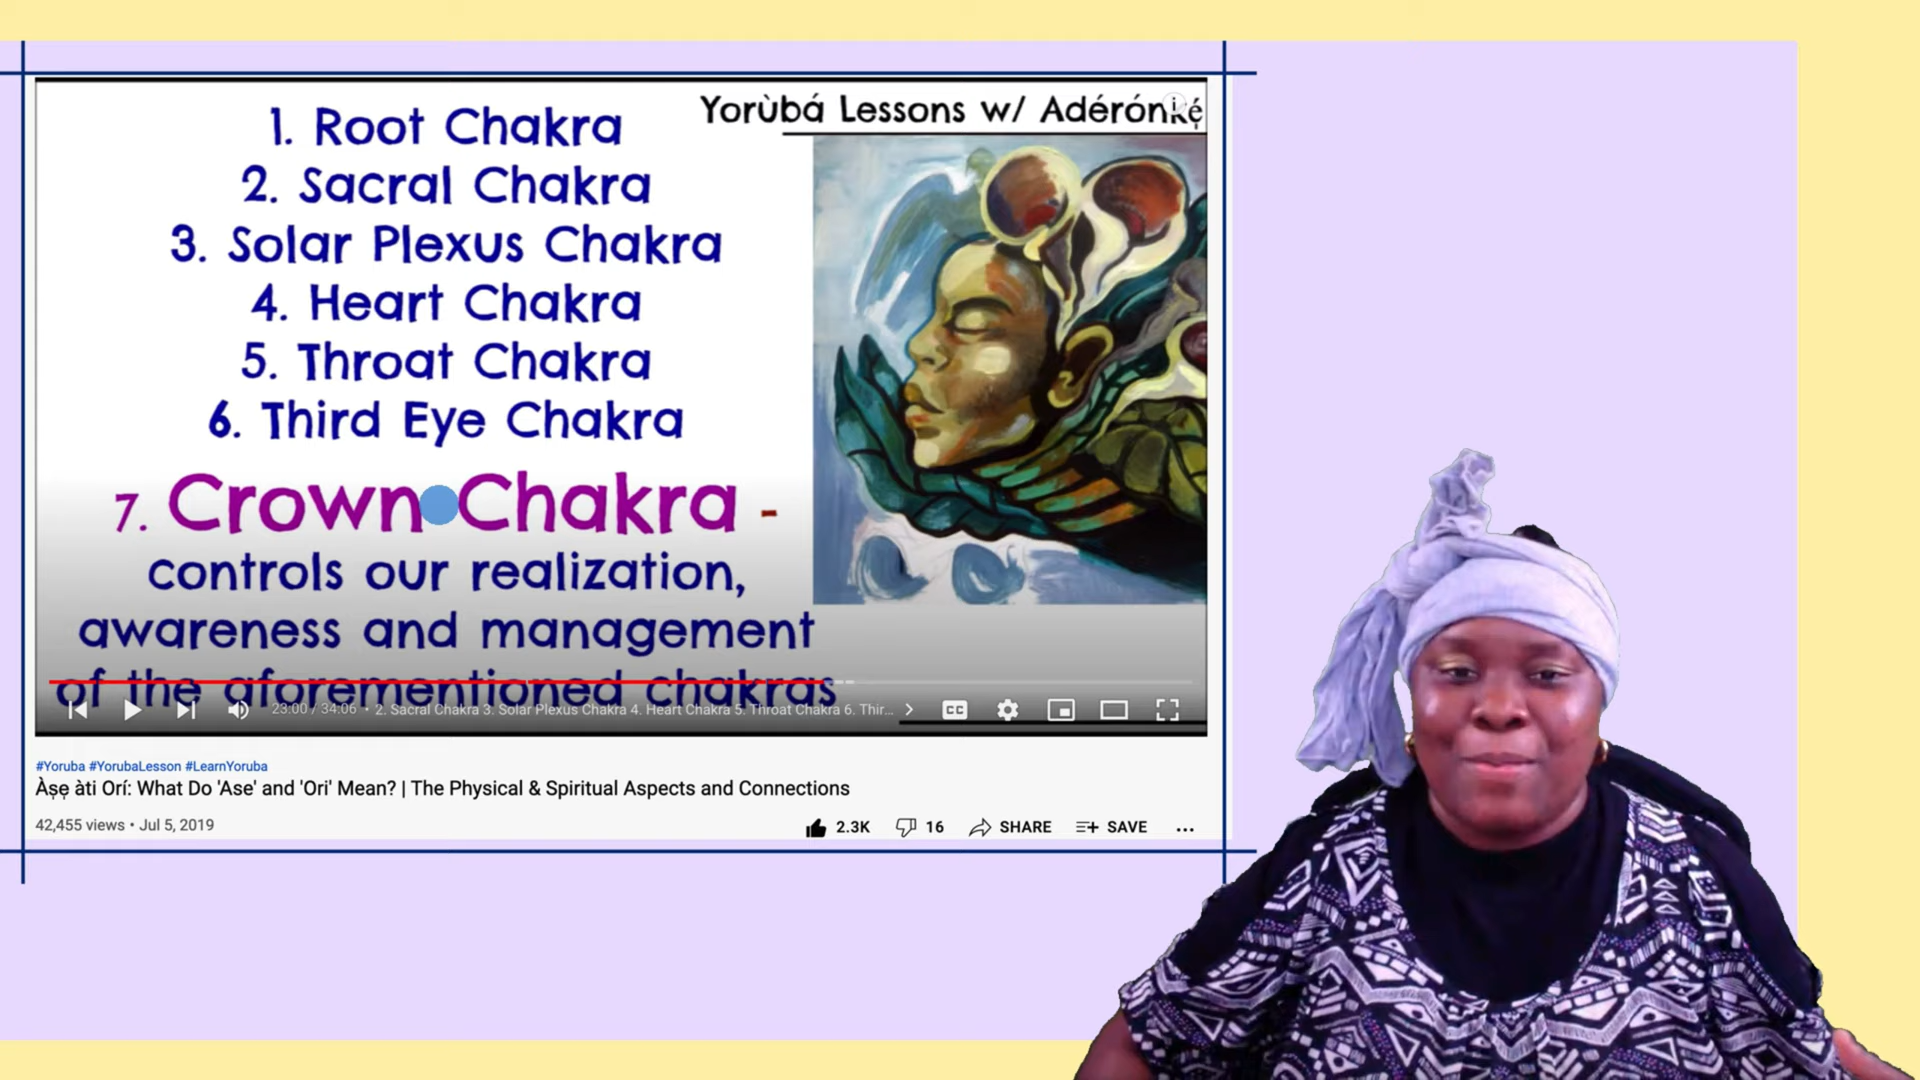 Yorùbá Lessons w/ Adérónkẹ́
1. Root Chakra
2. Sacral Chakra
3. Solar Plexus Chakra
4. Heart Chakra
5. Throat Chakra
6. Third Eye Chakra
7. Crown Chakra -
controls our realization,
awareness and management
of the aforementioned chakras
23:00 / 34:06 • 2. Sacral Chakra 3. Solar Plexus Chakra 4. Heart Chakra 5. Throat Chakra 6. Thir...
CC
#Yoruba #YorubaLesson #LearnYoruba
Àṣẹ àti Orí: What Do 'Ase' and 'Ori' Mean? | The Physical & Spiritual Aspects and Connections
42,455 views • Jul 5, 2019
2.3K 16 SHARE SAVE ...